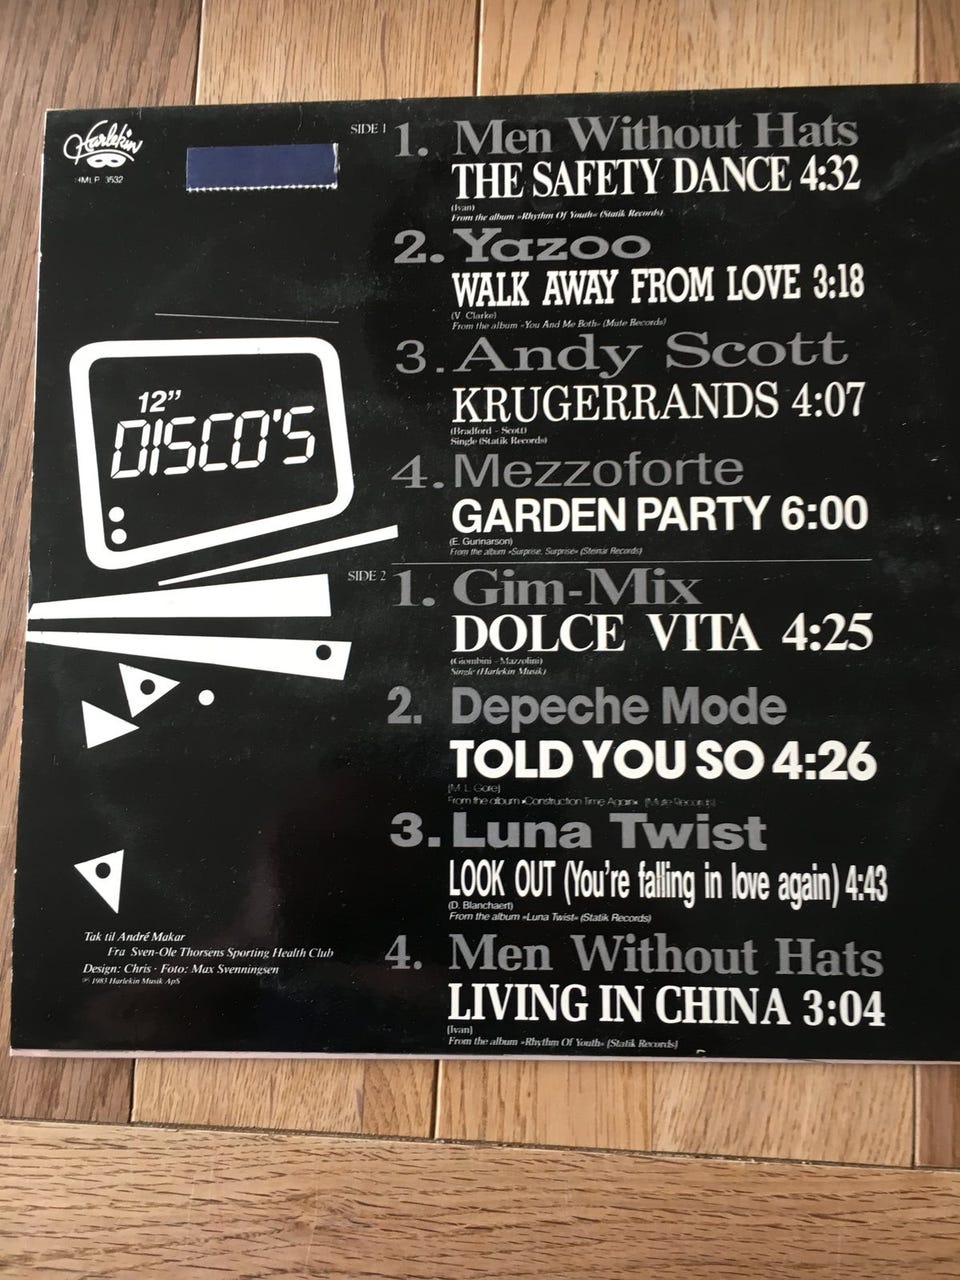 Harlekin
HMLP 3532
12”
DISCO'S
SIDE 1
1. Men Without Hats
THE SAFETY DANCE 4:32
(Ivan)
From the album »Rhythm Of Youth« (Statik Records)
2. Yazoo
WALK AWAY FROM LOVE 3:18
(V. Clarke)
From the album »You And Me Both« (Mute Records)
3. Andy Scott
KRUGERRANDS 4:07
(Bradford - Scott)
Single (Statik Records)
4. Mezzoforte
GARDEN PARTY 6:00
(E. Gunnarson)
From the album »Surprise, Surprise« (Steinar Records)
SIDE 2
1. Gim-Mix
DOLCE VITA 4:25
(Giombini - Mazzolini)
Single (Harlekin Musik)
2. Depeche Mode
TOLD YOU SO 4:26
(M. L. Gore)
From the album »Construction Time Again« (Mute Records)
3. Luna Twist
LOOK OUT (You're falling in love again) 4:43
(D. Blanchaert)
From the album »Luna Twist« (Statik Records)
4. Men Without Hats
LIVING IN CHINA 3:04
(Ivan)
From the album »Rhythm Of Youth« (Statik Records)
Tak til André Makar
Fra Sven-Ole Thorsens Sporting Health Club
Design: Chris · Foto: Max Svenningsen
℗ 1983 Harlekin Musik ApS